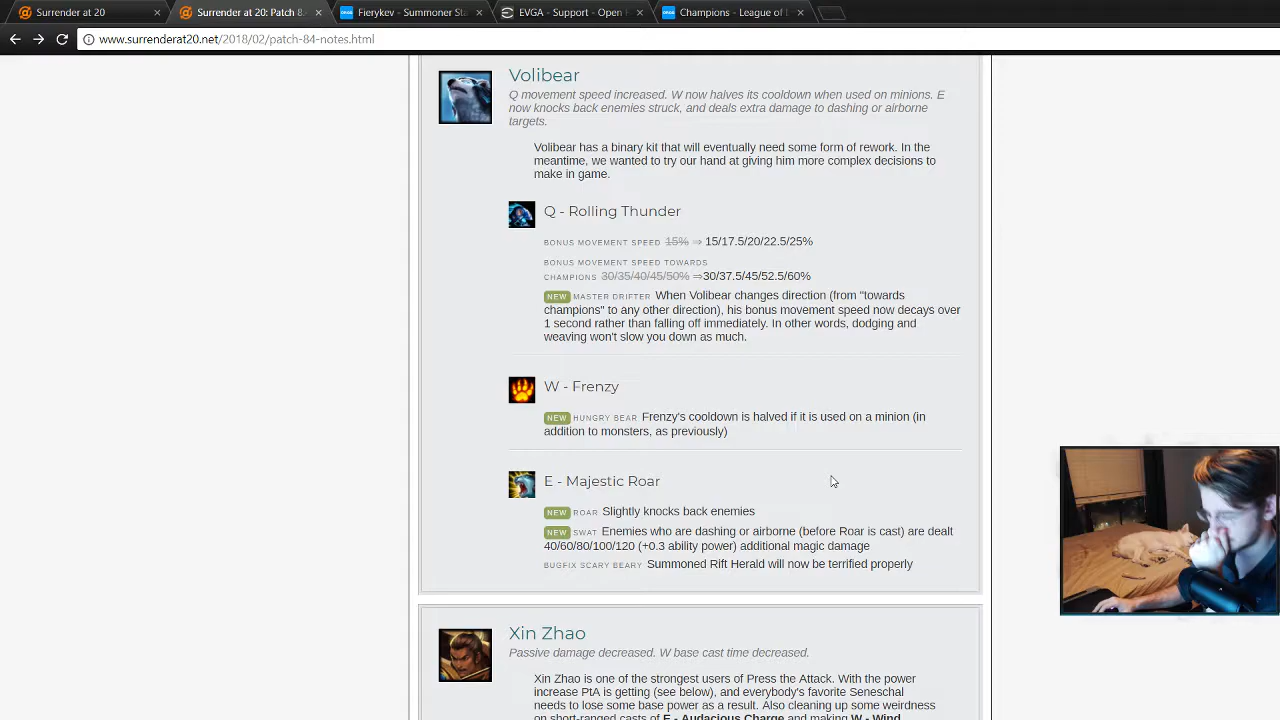 Surrender at 20
Surrender at 20: Patch 8.
Fierykev - Summoner Sta
EVGA - Support - Open
Champions - League of
www.surrenderat20.net/2018/02/patch-84-notes.html
Volibear
Q movement speed increased. W now halves its cooldown when used on minions. E
now knocks back enemies struck, and deals extra damage to dashing or airborne
targets.
Volibear has a binary kit that will eventually need some form of rework. In the
meantime, we wanted to try our hand at giving him more complex decisions to
make in game.
Q - Rolling Thunder
BONUS MOVEMENT SPEED 15% ⇒ 15/17.5/20/22.5/25%
BONUS MOVEMENT SPEED TOWARDS
CHAMPIONS 30/35/40/45/50% ⇒30/37.5/45/52.5/60%
NEW MASTER DRIFTER When Volibear changes direction (from "towards
champions" to any other direction), his bonus movement speed now decays over
1 second rather than falling off immediately. In other words, dodging and
weaving won't slow you down as much.
W - Frenzy
NEW HUNGRY BEAR Frenzy's cooldown is halved if it is used on a minion (in
addition to monsters, as previously)
E - Majestic Roar
NEW ROAR Slightly knocks back enemies
NEW SWAT Enemies who are dashing or airborne (before Roar is cast) are dealt
40/60/80/100/120 (+0.3 ability power) additional magic damage
BUGFIX SCARY BEARY Summoned Rift Herald will now be terrified properly
Xin Zhao
Passive damage decreased. W base cast time decreased.
Xin Zhao is one of the strongest users of Press the Attack. With the power
increase PtA is getting (see below), and everybody's favorite Seneschal
needs to lose some base power as a result. Also cleaning up some weirdness
on short-ranged casts of E - Audacious Charge and making W - Wind